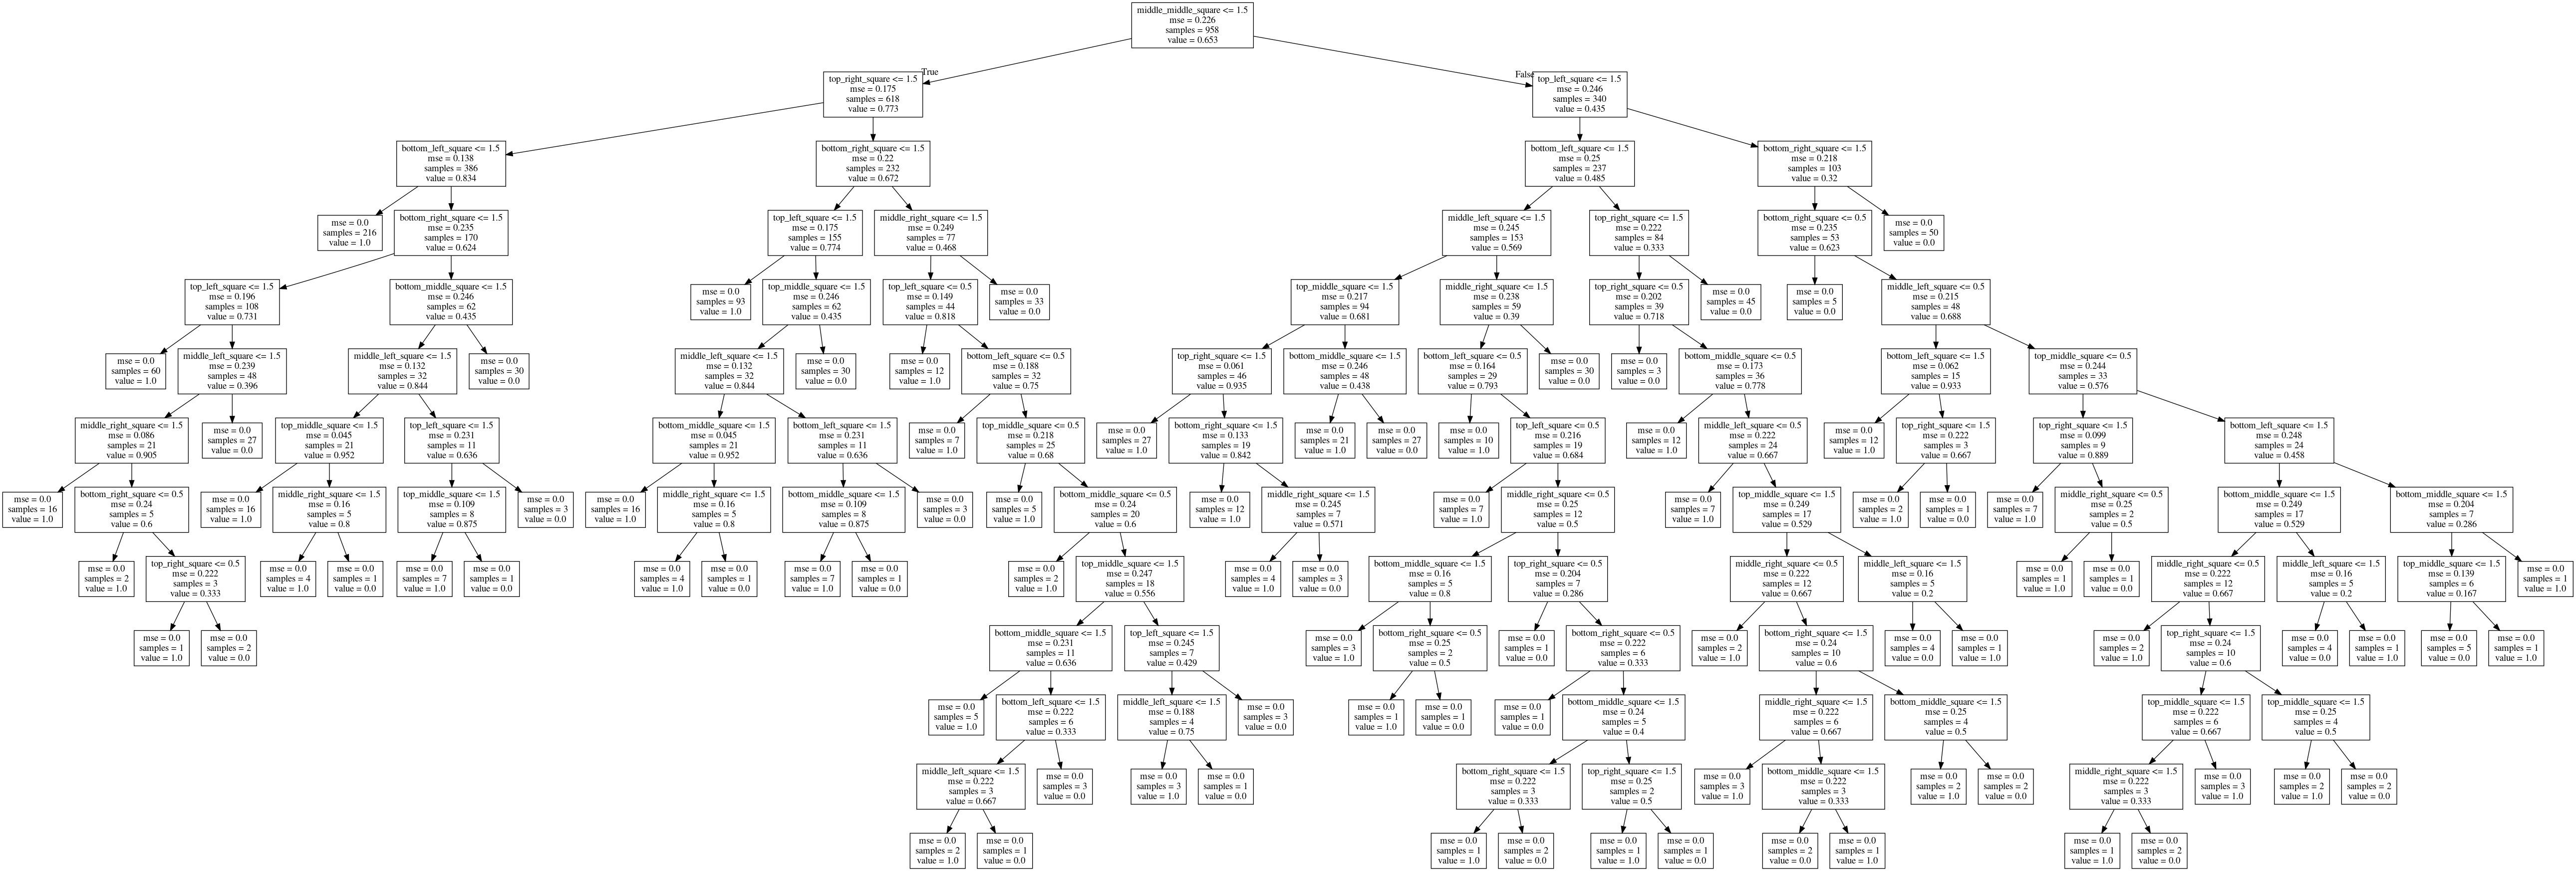 middle_middle_square <= 1.5
mse = 0.226
samples = 958
value = 0.653
True
False
top_right_square <= 1.5
mse = 0.175
samples = 618
value = 0.773
top_left_square <= 1.5
mse = 0.246
samples = 340
value = 0.435
bottom_left_square <= 1.5
mse = 0.138
samples = 386
value = 0.834
bottom_right_square <= 1.5
mse = 0.22
samples = 232
value = 0.672
bottom_left_square <= 1.5
mse = 0.25
samples = 237
value = 0.485
bottom_right_square <= 1.5
mse = 0.218
samples = 103
value = 0.32
mse = 0.0
samples = 216
value = 1.0
bottom_right_square <= 1.5
mse = 0.235
samples = 170
value = 0.624
top_left_square <= 1.5
mse = 0.175
samples = 155
value = 0.774
middle_right_square <= 1.5
mse = 0.249
samples = 77
value = 0.468
middle_left_square <= 1.5
mse = 0.245
samples = 153
value = 0.569
top_right_square <= 1.5
mse = 0.222
samples = 84
value = 0.333
bottom_right_square <= 0.5
mse = 0.235
samples = 53
value = 0.623
mse = 0.0
samples = 50
value = 0.0
top_left_square <= 1.5
mse = 0.196
samples = 108
value = 0.731
bottom_middle_square <= 1.5
mse = 0.246
samples = 62
value = 0.435
mse = 0.0
samples = 93
value = 1.0
top_middle_square <= 1.5
mse = 0.246
samples = 62
value = 0.435
top_left_square <= 0.5
mse = 0.149
samples = 44
value = 0.818
mse = 0.0
samples = 33
value = 0.0
top_middle_square <= 1.5
mse = 0.217
samples = 94
value = 0.681
middle_right_square <= 1.5
mse = 0.238
samples = 59
value = 0.39
top_right_square <= 0.5
mse = 0.202
samples = 39
value = 0.718
mse = 0.0
samples = 45
value = 0.0
mse = 0.0
samples = 5
value = 0.0
middle_left_square <= 0.5
mse = 0.215
samples = 48
value = 0.688
mse = 0.0
samples = 60
value = 1.0
middle_left_square <= 1.5
mse = 0.239
samples = 48
value = 0.396
middle_left_square <= 1.5
mse = 0.132
samples = 32
value = 0.844
mse = 0.0
samples = 30
value = 0.0
middle_left_square <= 1.5
mse = 0.132
samples = 32
value = 0.844
mse = 0.0
samples = 30
value = 0.0
mse = 0.0
samples = 12
value = 1.0
bottom_left_square <= 0.5
mse = 0.188
samples = 32
value = 0.75
top_right_square <= 1.5
mse = 0.061
samples = 46
value = 0.935
bottom_middle_square <= 1.5
mse = 0.246
samples = 48
value = 0.438
bottom_left_square <= 0.5
mse = 0.164
samples = 29
value = 0.793
mse = 0.0
samples = 30
value = 0.0
mse = 0.0
samples = 3
value = 0.0
bottom_middle_square <= 0.5
mse = 0.173
samples = 36
value = 0.778
bottom_left_square <= 1.5
mse = 0.062
samples = 15
value = 0.933
top_middle_square <= 0.5
mse = 0.244
samples = 33
value = 0.576
middle_right_square <= 1.5
mse = 0.086
samples = 21
value = 0.905
mse = 0.0
samples = 27
value = 0.0
top_middle_square <= 1.5
mse = 0.045
samples = 21
value = 0.952
top_left_square <= 1.5
mse = 0.231
samples = 11
value = 0.636
bottom_middle_square <= 1.5
mse = 0.045
samples = 21
value = 0.952
bottom_left_square <= 1.5
mse = 0.231
samples = 11
value = 0.636
mse = 0.0
samples = 7
value = 1.0
top_middle_square <= 0.5
mse = 0.218
samples = 25
value = 0.68
mse = 0.0
samples = 27
value = 1.0
bottom_right_square <= 1.5
mse = 0.133
samples = 19
value = 0.842
mse = 0.0
samples = 21
value = 1.0
mse = 0.0
samples = 27
value = 0.0
mse = 0.0
samples = 10
value = 1.0
top_left_square <= 0.5
mse = 0.216
samples = 19
value = 0.684
mse = 0.0
samples = 12
value = 1.0
middle_left_square <= 0.5
mse = 0.222
samples = 24
value = 0.667
mse = 0.0
samples = 12
value = 1.0
top_right_square <= 1.5
mse = 0.222
samples = 3
value = 0.667
top_right_square <= 1.5
mse = 0.099
samples = 9
value = 0.889
bottom_left_square <= 1.5
mse = 0.248
samples = 24
value = 0.458
mse = 0.0
samples = 16
value = 1.0
bottom_right_square <= 0.5
mse = 0.24
samples = 5
value = 0.6
mse = 0.0
samples = 16
value = 1.0
middle_right_square <= 1.5
mse = 0.16
samples = 5
value = 0.8
top_middle_square <= 1.5
mse = 0.109
samples = 8
value = 0.875
mse = 0.0
samples = 3
value = 0.0
mse = 0.0
samples = 16
value = 1.0
middle_right_square <= 1.5
mse = 0.16
samples = 5
value = 0.8
bottom_middle_square <= 1.5
mse = 0.109
samples = 8
value = 0.875
mse = 0.0
samples = 3
value = 0.0
mse = 0.0
samples = 5
value = 1.0
bottom_middle_square <= 0.5
mse = 0.24
samples = 20
value = 0.6
mse = 0.0
samples = 12
value = 1.0
middle_right_square <= 1.5
mse = 0.245
samples = 7
value = 0.571
mse = 0.0
samples = 7
value = 1.0
middle_right_square <= 0.5
mse = 0.25
samples = 12
value = 0.5
mse = 0.0
samples = 7
value = 1.0
top_middle_square <= 1.5
mse = 0.249
samples = 17
value = 0.529
mse = 0.0
samples = 2
value = 1.0
mse = 0.0
samples = 1
value = 0.0
mse = 0.0
samples = 7
value = 1.0
middle_right_square <= 0.5
mse = 0.25
samples = 2
value = 0.5
bottom_middle_square <= 1.5
mse = 0.249
samples = 17
value = 0.529
bottom_middle_square <= 1.5
mse = 0.204
samples = 7
value = 0.286
mse = 0.0
samples = 2
value = 1.0
top_right_square <= 0.5
mse = 0.222
samples = 3
value = 0.333
mse = 0.0
samples = 4
value = 1.0
mse = 0.0
samples = 1
value = 0.0
mse = 0.0
samples = 7
value = 1.0
mse = 0.0
samples = 1
value = 0.0
mse = 0.0
samples = 4
value = 1.0
mse = 0.0
samples = 1
value = 0.0
mse = 0.0
samples = 7
value = 1.0
mse = 0.0
samples = 1
value = 0.0
mse = 0.0
samples = 2
value = 1.0
top_middle_square <= 1.5
mse = 0.247
samples = 18
value = 0.556
mse = 0.0
samples = 4
value = 1.0
mse = 0.0
samples = 3
value = 0.0
bottom_middle_square <= 1.5
mse = 0.16
samples = 5
value = 0.8
top_right_square <= 0.5
mse = 0.204
samples = 7
value = 0.286
middle_right_square <= 0.5
mse = 0.222
samples = 12
value = 0.667
middle_left_square <= 1.5
mse = 0.16
samples = 5
value = 0.2
mse = 0.0
samples = 1
value = 1.0
mse = 0.0
samples = 1
value = 0.0
middle_right_square <= 0.5
mse = 0.222
samples = 12
value = 0.667
middle_left_square <= 1.5
mse = 0.16
samples = 5
value = 0.2
top_middle_square <= 1.5
mse = 0.139
samples = 6
value = 0.167
mse = 0.0
samples = 1
value = 1.0
mse = 0.0
samples = 1
value = 1.0
mse = 0.0
samples = 2
value = 0.0
bottom_middle_square <= 1.5
mse = 0.231
samples = 11
value = 0.636
top_left_square <= 1.5
mse = 0.245
samples = 7
value = 0.429
mse = 0.0
samples = 3
value = 1.0
bottom_right_square <= 0.5
mse = 0.25
samples = 2
value = 0.5
mse = 0.0
samples = 1
value = 0.0
bottom_right_square <= 0.5
mse = 0.222
samples = 6
value = 0.333
mse = 0.0
samples = 2
value = 1.0
bottom_right_square <= 1.5
mse = 0.24
samples = 10
value = 0.6
mse = 0.0
samples = 4
value = 0.0
mse = 0.0
samples = 1
value = 1.0
mse = 0.0
samples = 2
value = 1.0
top_right_square <= 1.5
mse = 0.24
samples = 10
value = 0.6
mse = 0.0
samples = 4
value = 0.0
mse = 0.0
samples = 1
value = 1.0
mse = 0.0
samples = 5
value = 0.0
mse = 0.0
samples = 1
value = 1.0
mse = 0.0
samples = 5
value = 1.0
bottom_left_square <= 1.5
mse = 0.222
samples = 6
value = 0.333
middle_left_square <= 1.5
mse = 0.188
samples = 4
value = 0.75
mse = 0.0
samples = 3
value = 0.0
mse = 0.0
samples = 1
value = 1.0
mse = 0.0
samples = 1
value = 0.0
mse = 0.0
samples = 1
value = 0.0
bottom_middle_square <= 1.5
mse = 0.24
samples = 5
value = 0.4
middle_right_square <= 1.5
mse = 0.222
samples = 6
value = 0.667
bottom_middle_square <= 1.5
mse = 0.25
samples = 4
value = 0.5
top_middle_square <= 1.5
mse = 0.222
samples = 6
value = 0.667
top_middle_square <= 1.5
mse = 0.25
samples = 4
value = 0.5
middle_left_square <= 1.5
mse = 0.222
samples = 3
value = 0.667
mse = 0.0
samples = 3
value = 0.0
mse = 0.0
samples = 3
value = 1.0
mse = 0.0
samples = 1
value = 0.0
bottom_right_square <= 1.5
mse = 0.222
samples = 3
value = 0.333
top_right_square <= 1.5
mse = 0.25
samples = 2
value = 0.5
mse = 0.0
samples = 3
value = 1.0
bottom_middle_square <= 1.5
mse = 0.222
samples = 3
value = 0.333
mse = 0.0
samples = 2
value = 1.0
mse = 0.0
samples = 2
value = 0.0
middle_right_square <= 1.5
mse = 0.222
samples = 3
value = 0.333
mse = 0.0
samples = 3
value = 1.0
mse = 0.0
samples = 2
value = 1.0
mse = 0.0
samples = 2
value = 0.0
mse = 0.0
samples = 2
value = 1.0
mse = 0.0
samples = 1
value = 0.0
mse = 0.0
samples = 1
value = 1.0
mse = 0.0
samples = 2
value = 0.0
mse = 0.0
samples = 1
value = 1.0
mse = 0.0
samples = 1
value = 0.0
mse = 0.0
samples = 2
value = 0.0
mse = 0.0
samples = 1
value = 1.0
mse = 0.0
samples = 1
value = 1.0
mse = 0.0
samples = 2
value = 0.0